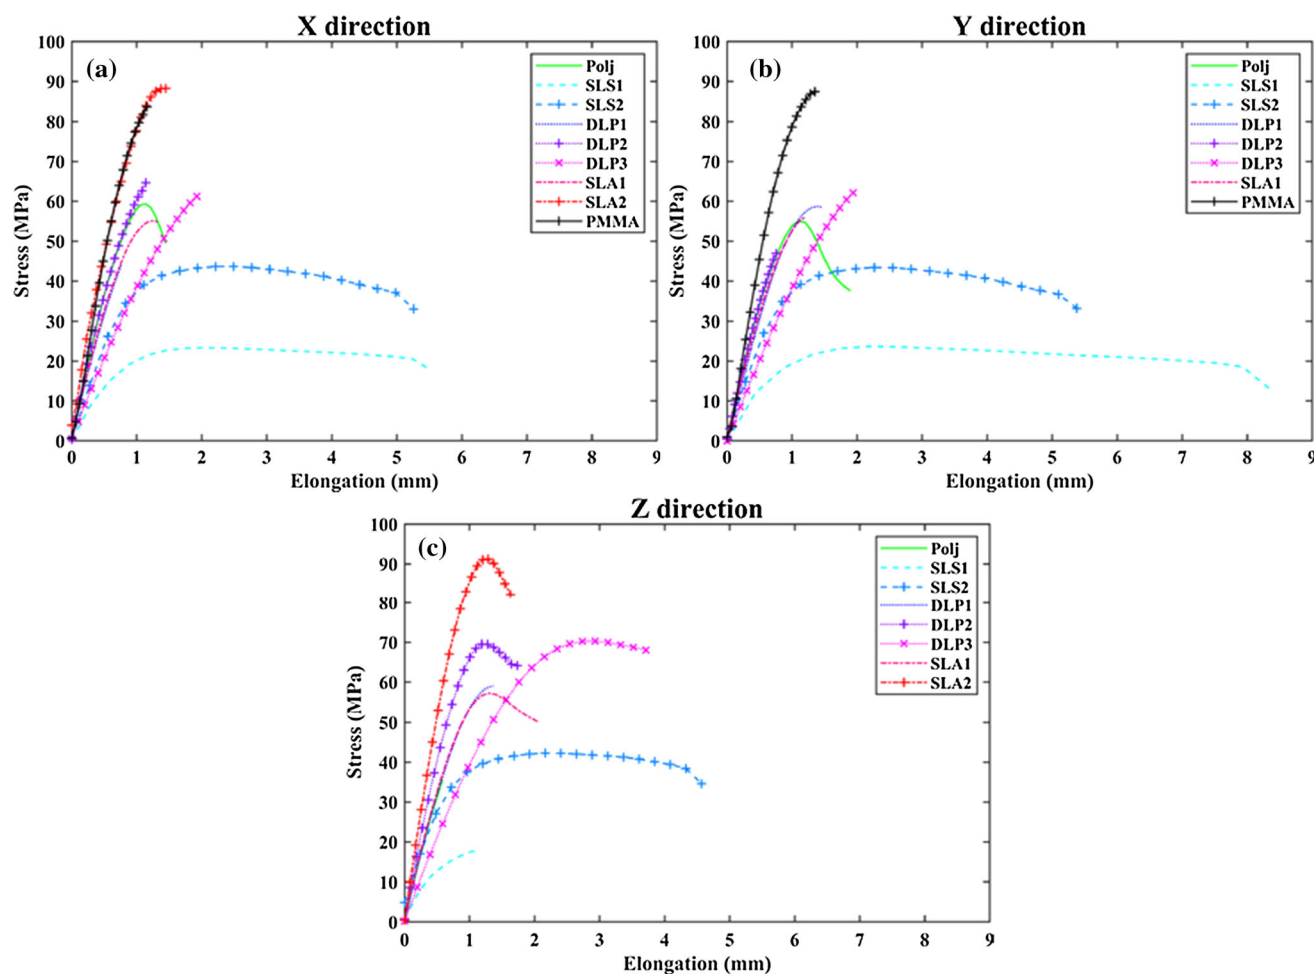 X direction
(a)
100
90
80
70
60
50
40
30
20
10
0
Stress (MPa)
0 1 2 3 4 5 6 7 8 9
Elongation (mm)
Polj
SLS1
SLS2
DLP1
DLP2
DLP3
SLA1
SLA2
PMMA
Y direction
(b)
100
90
80
70
60
50
40
30
20
10
0
Stress (MPa)
0 1 2 3 4 5 6 7 8 9
Elongation (mm)
Polj
SLS1
SLS2
DLP1
DLP2
DLP3
SLA1
PMMA
Z direction
(c)
100
90
80
70
60
50
40
30
20
10
0
Stress (MPa)
0 1 2 3 4 5 6 7 8 9
Elongation (mm)
Polj
SLS1
SLS2
DLP1
DLP2
DLP3
SLA1
SLA2